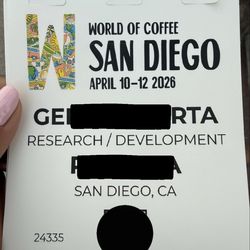 W
WORLD OF COFFEE
SAN DIEGO
APRIL 10-12 2026
RESEARCH / DEVELOPMENT
SAN DIEGO, CA
24335